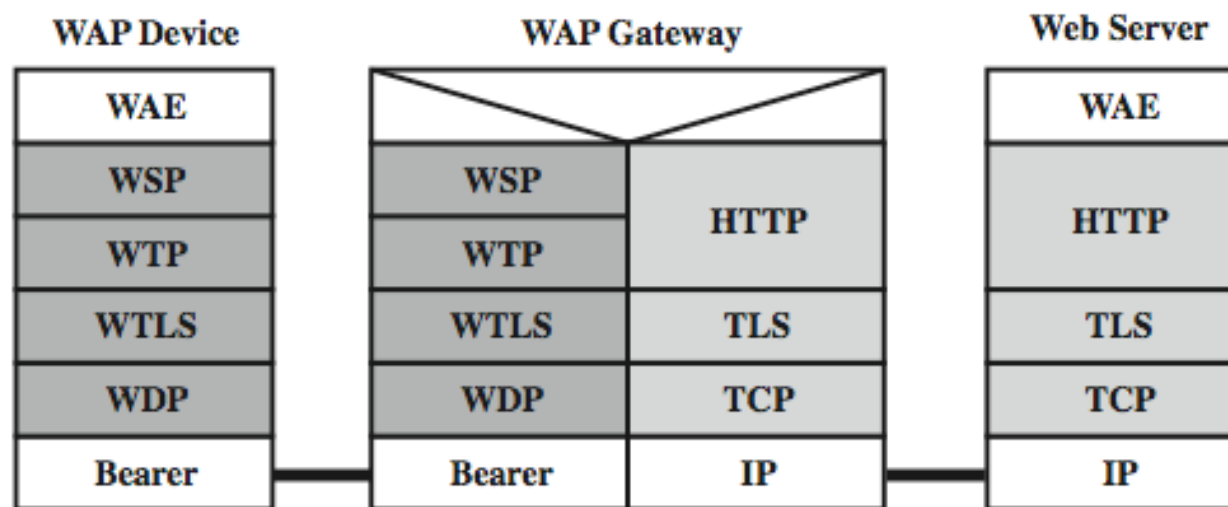 WAP Device WAP Gateway Web Server
WAE WAE
WSP WSP HTTP HTTP
WTP WTP
WTLS WTLS TLS TLS
WDP WDP TCP TCP
Bearer Bearer IP IP